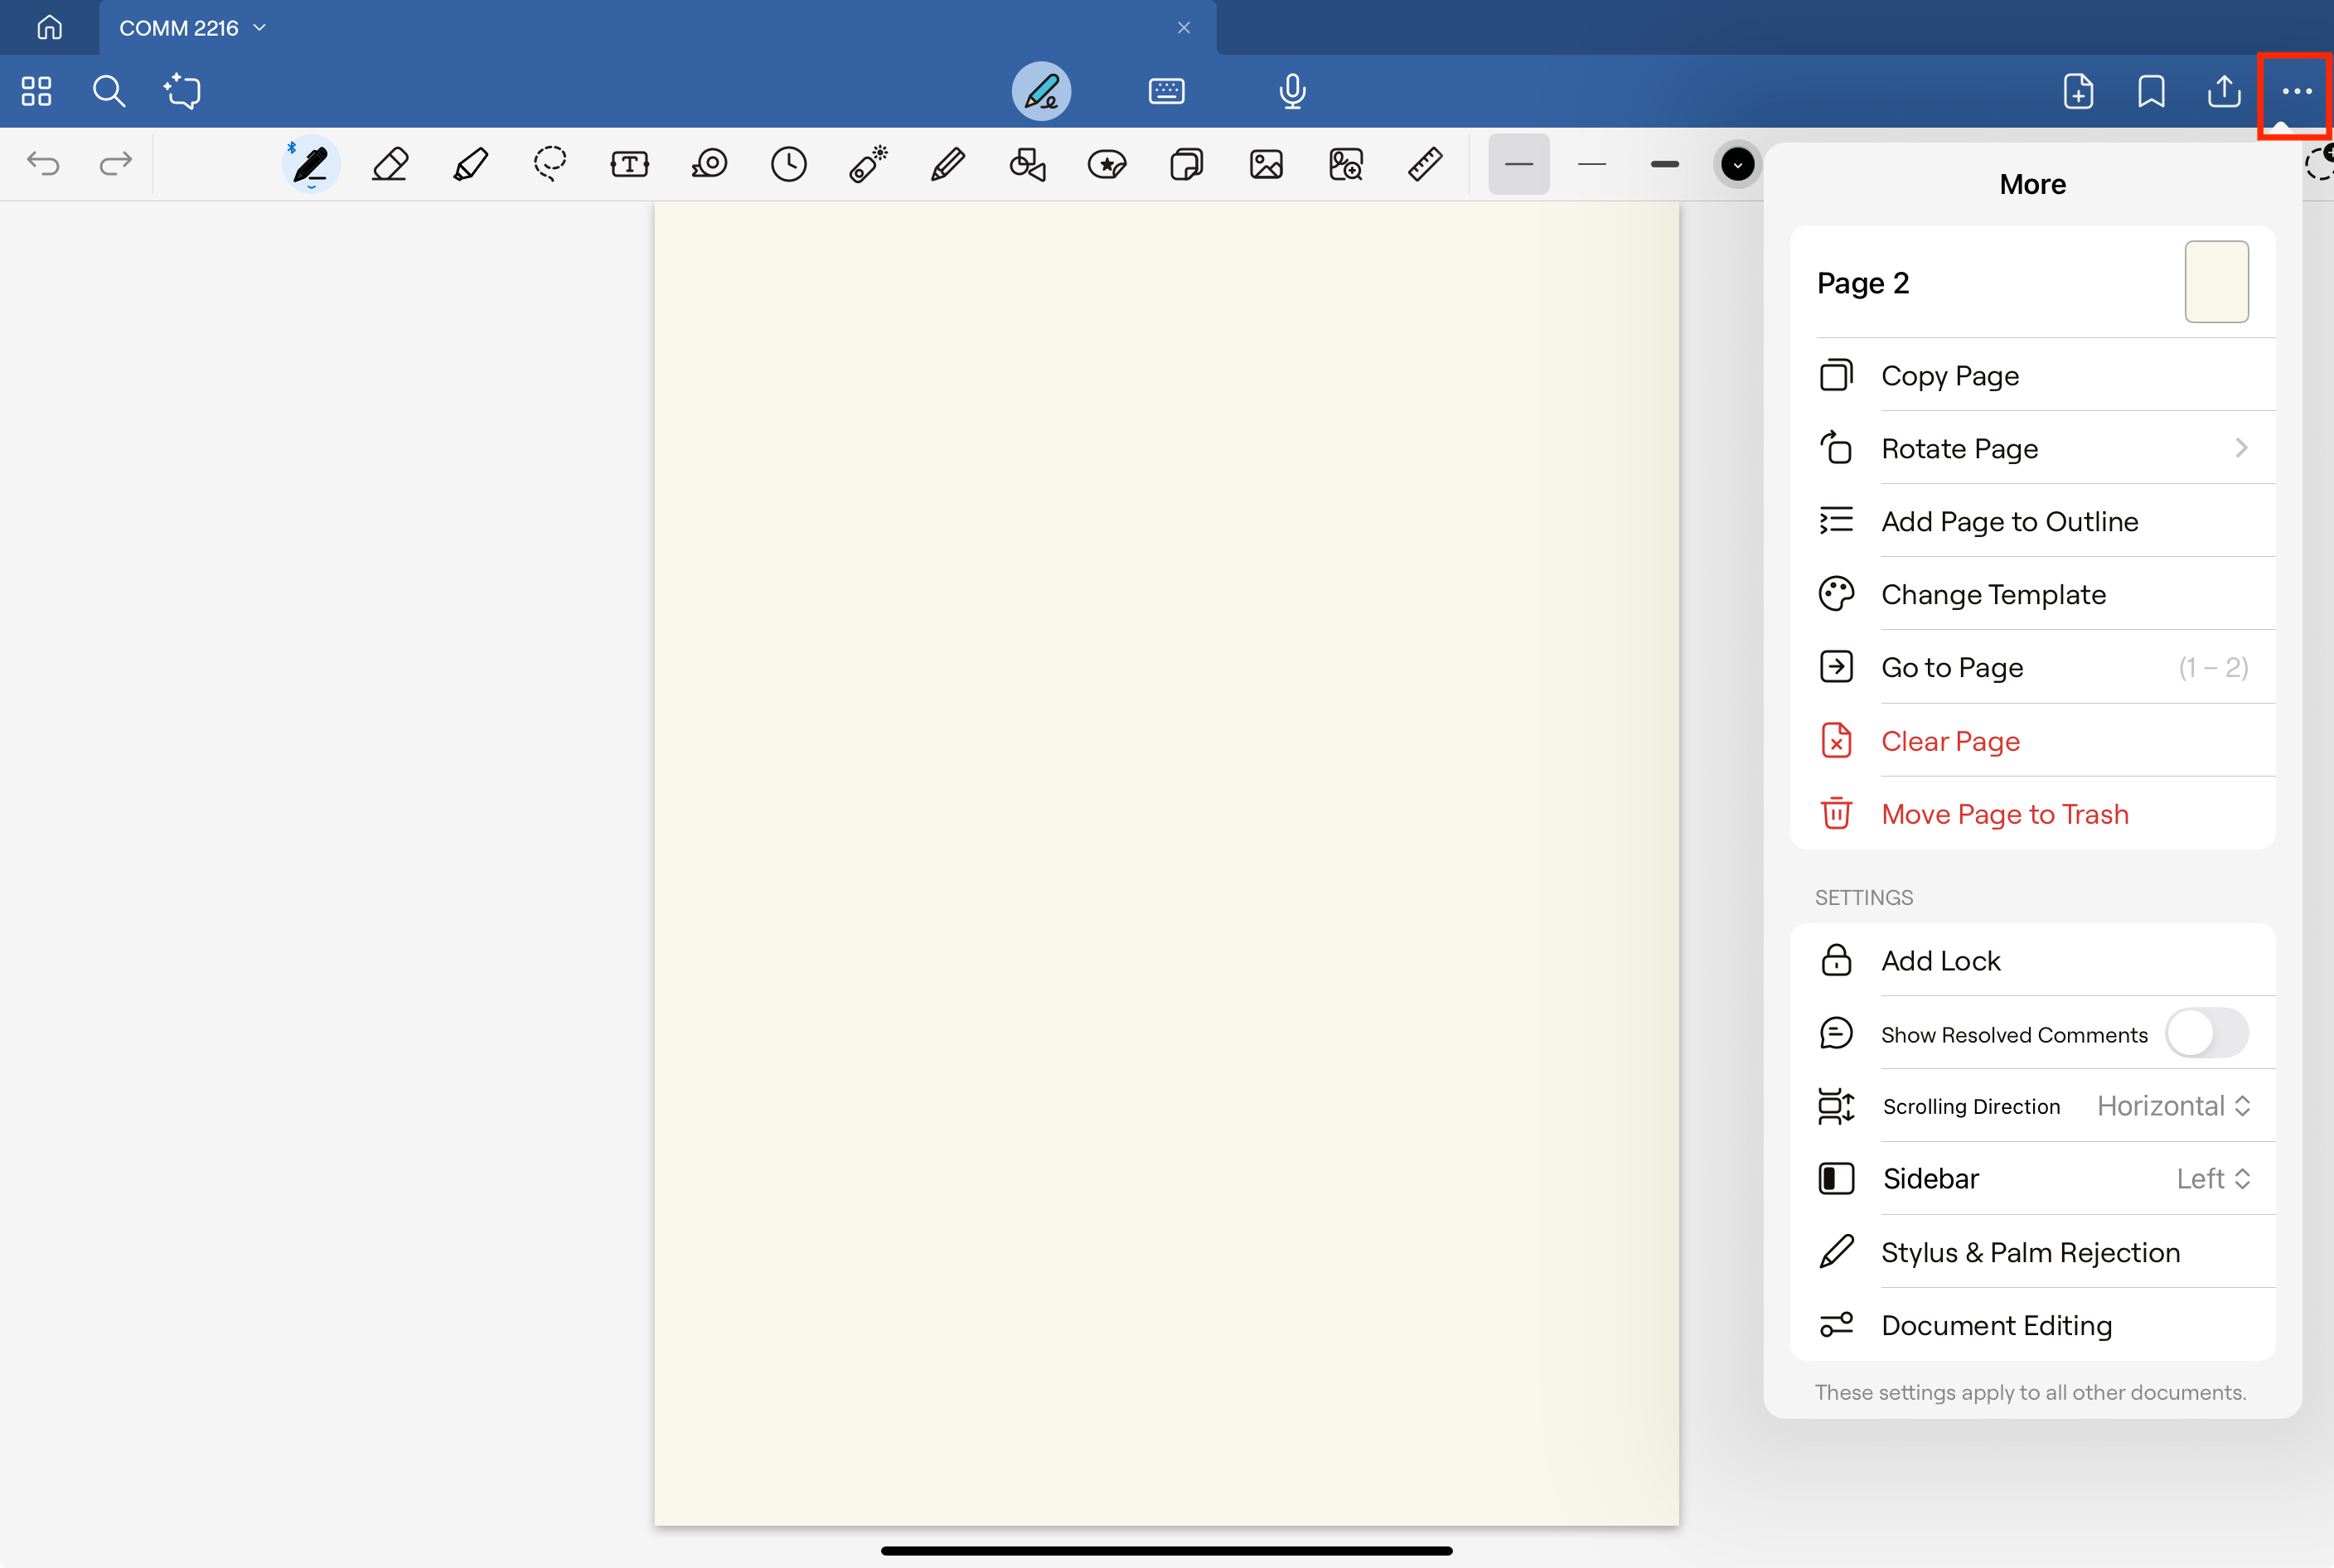 COMM 2216
T
More
Page 2
Copy Page
Rotate Page
Add Page to Outline
Change Template
Go to Page (1 – 2)
Clear Page
Move Page to Trash
SETTINGS
Add Lock
Show Resolved Comments
Scrolling Direction Horizontal
Sidebar Left
Stylus & Palm Rejection
Document Editing
These settings apply to all other documents.